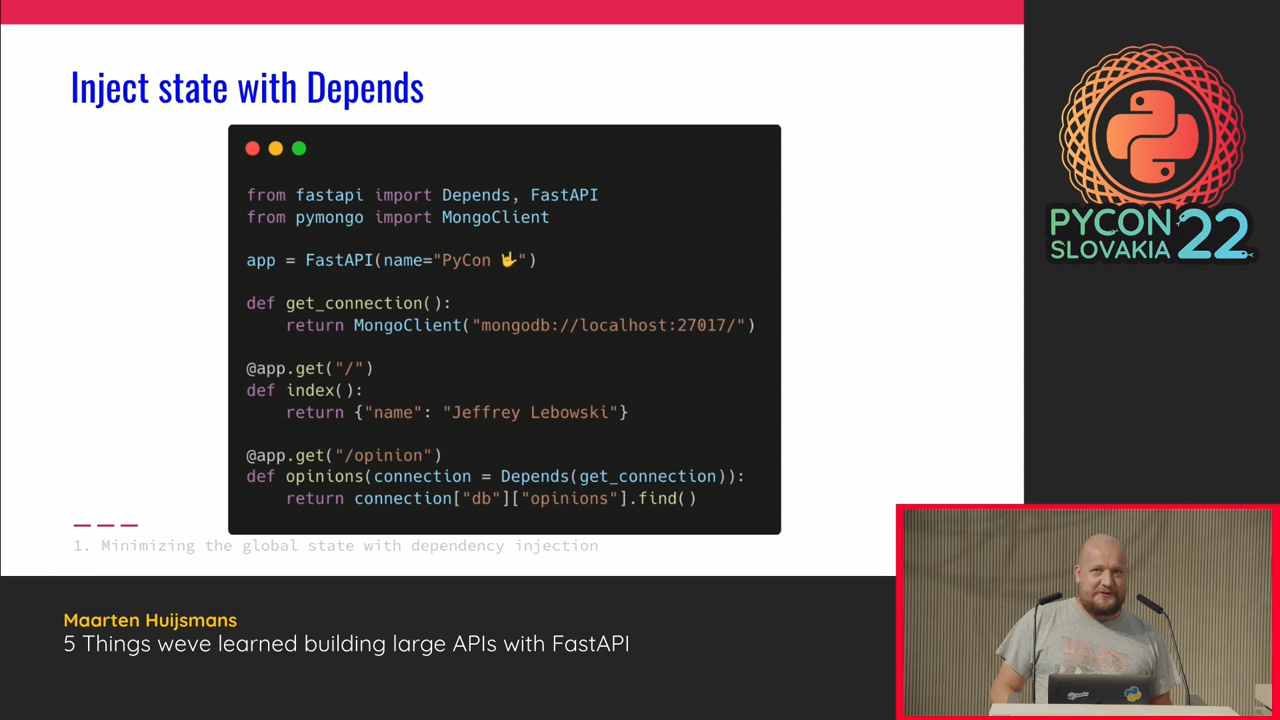 Inject state with Depends
from fastapi import Depends, FastAPI
from pymongo import MongoClient
app = FastAPI(name="PyCon 🤟")
def get_connection():
    return MongoClient("mongodb://localhost:27017/")
@app.get("/")
def index():
    return {"name": "Jeffrey Lebowski"}
@app.get("/opinion")
def opinions(connection = Depends(get_connection)):
    return connection["db"]["opinions"].find()
1. Minimizing the global state with dependency injection
PYCON
SLOVAKIA 22
Maarten Huijsmans
5 Things weve learned building large APIs with FastAPI